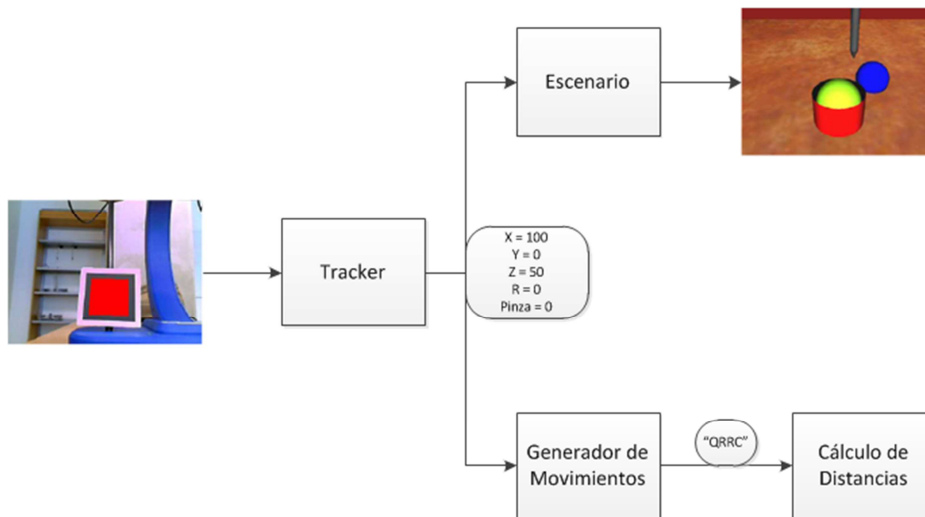 Escenario
Tracker
X = 100
Y = 0
Z = 50
R = 0
Pinza = 0
Generador de
Movimientos
“QRRC”
Cálculo de
Distancias